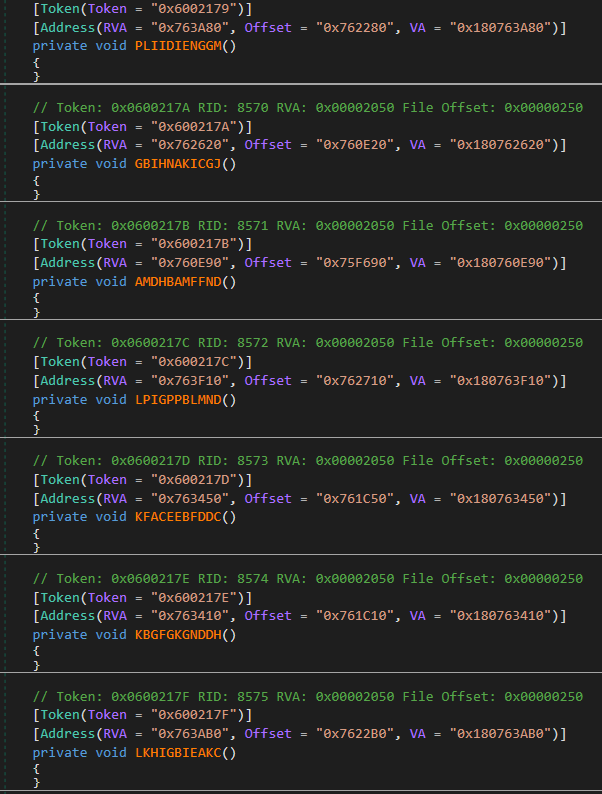 [Token(Token = "0x6002179")]
[Address(RVA = "0x763A80", Offset = "0x762280", VA = "0x180763A80")]
private void PLIIDIENGGM()
{
}
// Token: 0x0600217A RID: 8570 RVA: 0x00002050 File Offset: 0x00000250
[Token(Token = "0x600217A")]
[Address(RVA = "0x762620", Offset = "0x760E20", VA = "0x180762620")]
private void GBIHNAKICGJ()
{
}
// Token: 0x0600217B RID: 8571 RVA: 0x00002050 File Offset: 0x00000250
[Token(Token = "0x600217B")]
[Address(RVA = "0x760E90", Offset = "0x75F690", VA = "0x180760E90")]
private void AMDHBAMFFND()
{
}
// Token: 0x0600217C RID: 8572 RVA: 0x00002050 File Offset: 0x00000250
[Token(Token = "0x600217C")]
[Address(RVA = "0x763F10", Offset = "0x762710", VA = "0x180763F10")]
private void LPIGPPBLMND()
{
}
// Token: 0x0600217D RID: 8573 RVA: 0x00002050 File Offset: 0x00000250
[Token(Token = "0x600217D")]
[Address(RVA = "0x763450", Offset = "0x761C50", VA = "0x180763450")]
private void KFACEEBFDDC()
{
}
// Token: 0x0600217E RID: 8574 RVA: 0x00002050 File Offset: 0x00000250
[Token(Token = "0x600217E")]
[Address(RVA = "0x763410", Offset = "0x761C10", VA = "0x180763410")]
private void KBGFGKGNDDH()
{
}
// Token: 0x0600217F RID: 8575 RVA: 0x00002050 File Offset: 0x00000250
[Token(Token = "0x600217F")]
[Address(RVA = "0x763AB0", Offset = "0x7622B0", VA = "0x180763AB0")]
private void LKHIGBIEAKC()
{
}